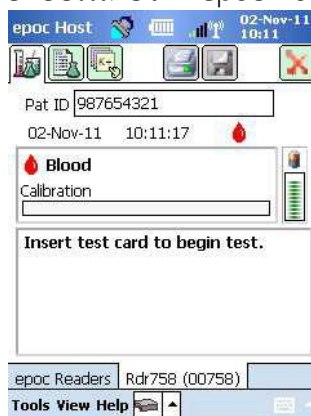 epoc Host 02-Nov-11
10:11
Pat ID 987654321
02-Nov-11 10:11:17
Blood
Calibration
Insert test card to begin test.
epoc Readers Rdr758 (00758)
Tools View Help